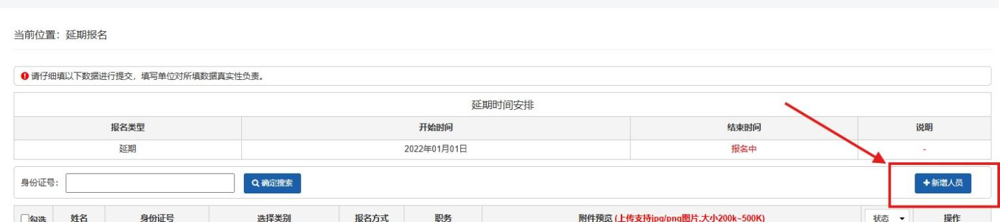 当前位置：延期报名
请仔细填以下数据进行提交，填写单位对所填数据真实性负责。
延期时间安排
报名类型 开始时间 结束时间 说明
延期 2022年01月01日 报名中 -
身份证号： 确定搜索 新增人员
勾选 姓名 身份证号 选择类别 报名方式 职务 附件预览 (上传支持jpg/png图片,大小200k~500K) 状态 操作